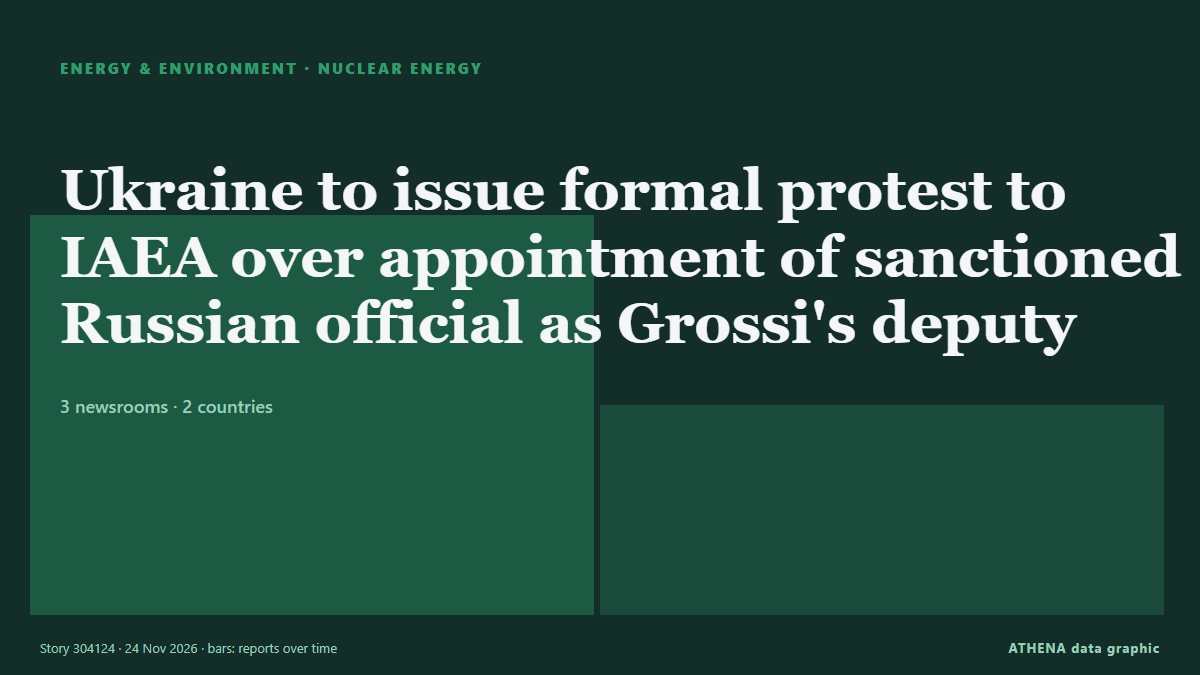 ENERGY & ENVIRONMENT · NUCLEAR ENERGY
Ukraine to issue formal protest to
IAEA over appointment of sanctioned
Russian official as Grossi's deputy
3 newsrooms · 2 countries
Story 304124 · 24 Nov 2026 · bars: reports over time
ATHENA data graphic